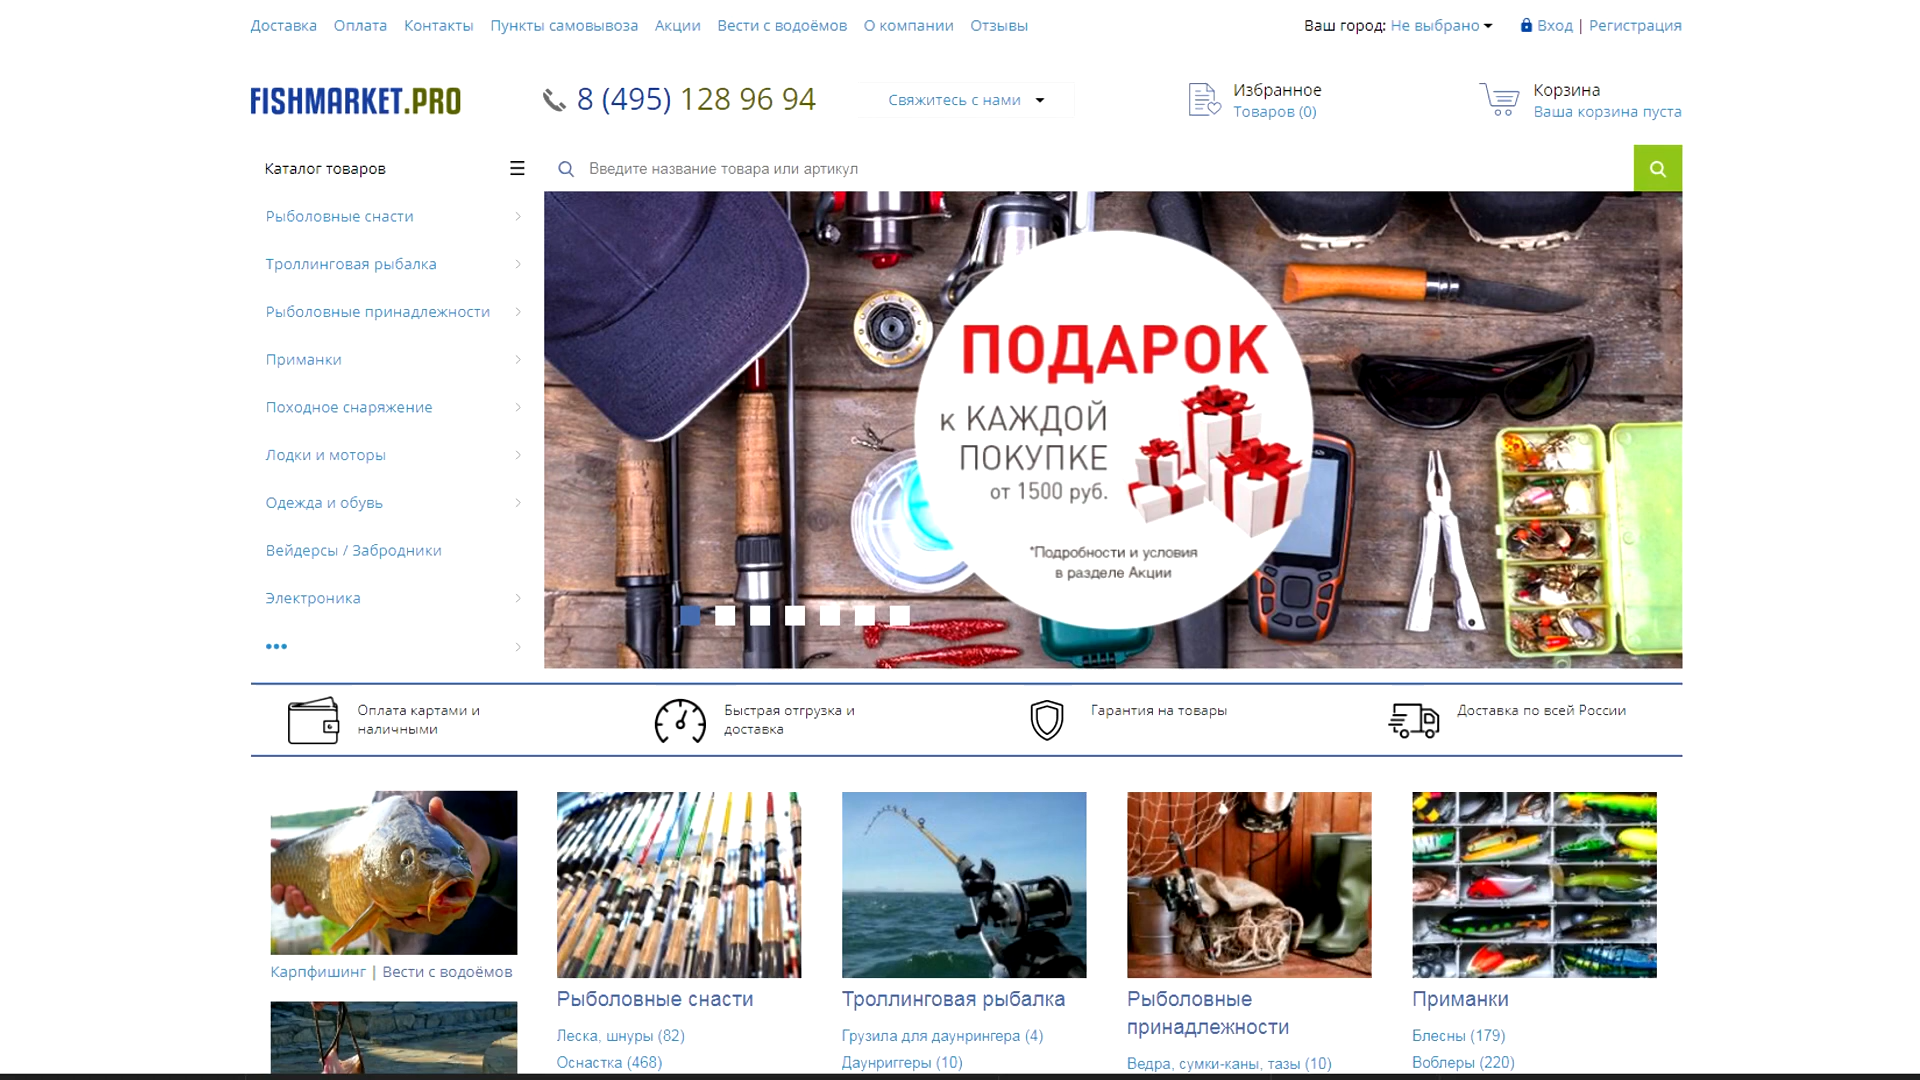 Доставка Оплата Контакты Пункты самовывоза Акции Вести с водоёмов О компании Отзывы Ваш город: Не выбрано Вход | Регистрация
FISHMARKET.PRO 8 (495) 128 96 94 Свяжитесь с нами
Избранное
Товаров (0)
Корзина
Ваша корзина пуста
Каталог товаров
Введите название товара или артикул
Рыболовные снасти
Троллинговая рыбалка
Рыболовные принадлежности
Приманки
Походное снаряжение
Лодки и моторы
Одежда и обувь
Вейдерсы / Забродники
Электроника
•••
ПОДАРОК
к КАЖДОЙ
ПОКУПКЕ
от 1500 руб.
*Подробности и условия
в разделе Акции
Оплата картами и
наличными
Быстрая отгрузка и
доставка
Гарантия на товары
Доставка по всей России
Карпфишинг | Вести с водоёмов
Рыболовные снасти
Леска, шнуры (82)
Оснастка (468)
Троллинговая рыбалка
Грузила для даунрингера (4)
Даунриггеры (10)
Рыболовные
принадлежности
Ведра, сумки-каны, тазы (10)
Приманки
Блесны (179)
Воблеры (220)